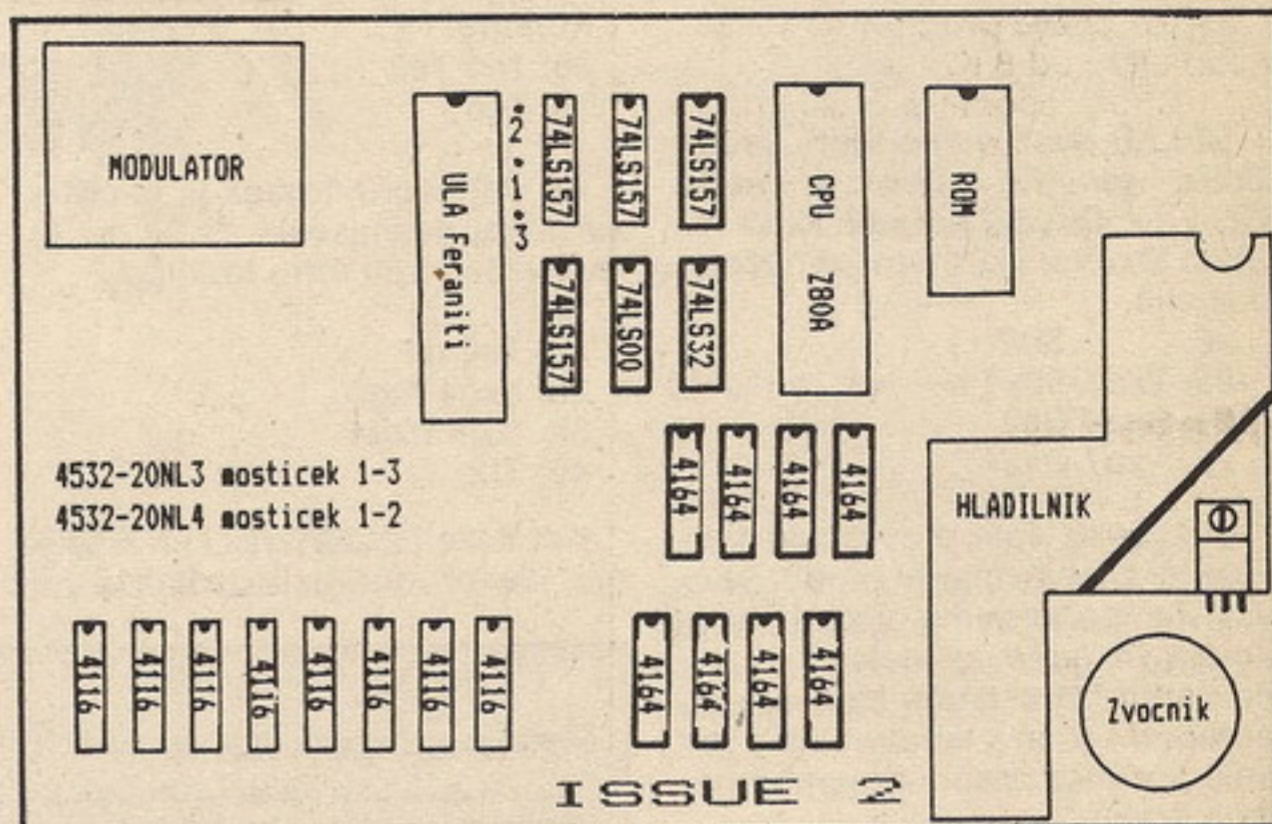 MODULATOR
ULA Feraniti
2
1
3
74LS157
74LS157
74LS157
74LS157
74LS00
74LS32
CPU Z80A
ROM
4532-20NL3 mosticek 1-3
4532-20NL4 mosticek 1-2
4164
4164
4164
4164
HLADILNIK
4116
4116
4116
4116
4116
4116
4116
4116
4164
4164
4164
4164
Zvocnik
ISSUE 2